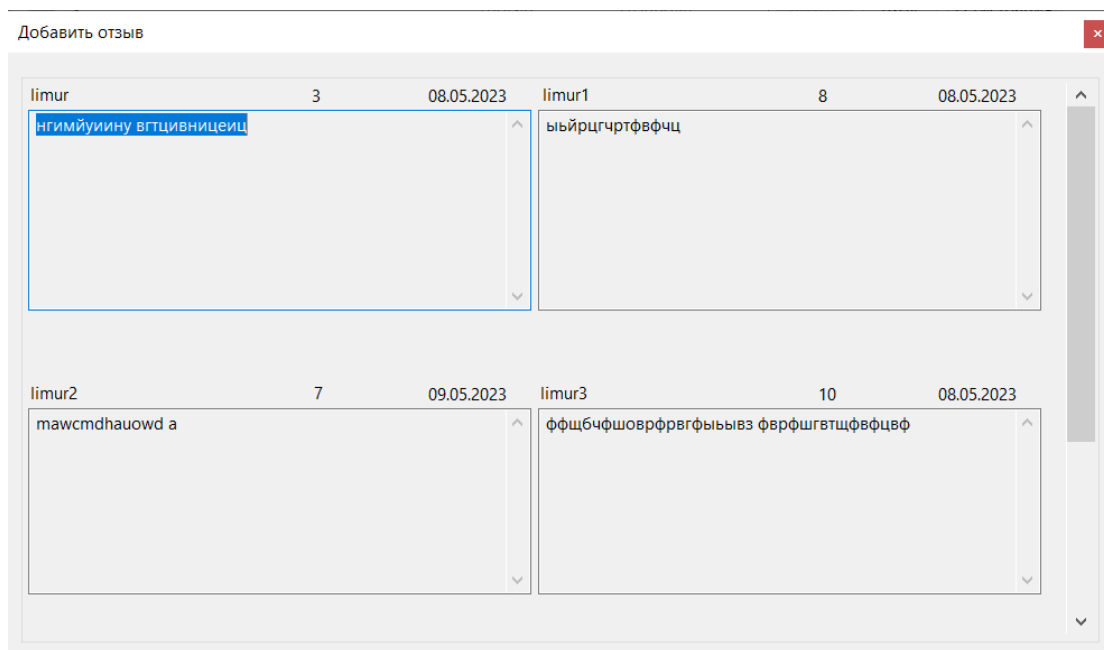 Добавить отзыв
limur 3 08.05.2023 limur1 8 08.05.2023
нгимйуиину вгтцивницеиц ыьйрцгчртфвфчц
limur2 7 09.05.2023 limur3 10 08.05.2023
mawcmdhauowd a ффщбчфшоврфрвгфыьывз фврфшгвтщфвфцвф